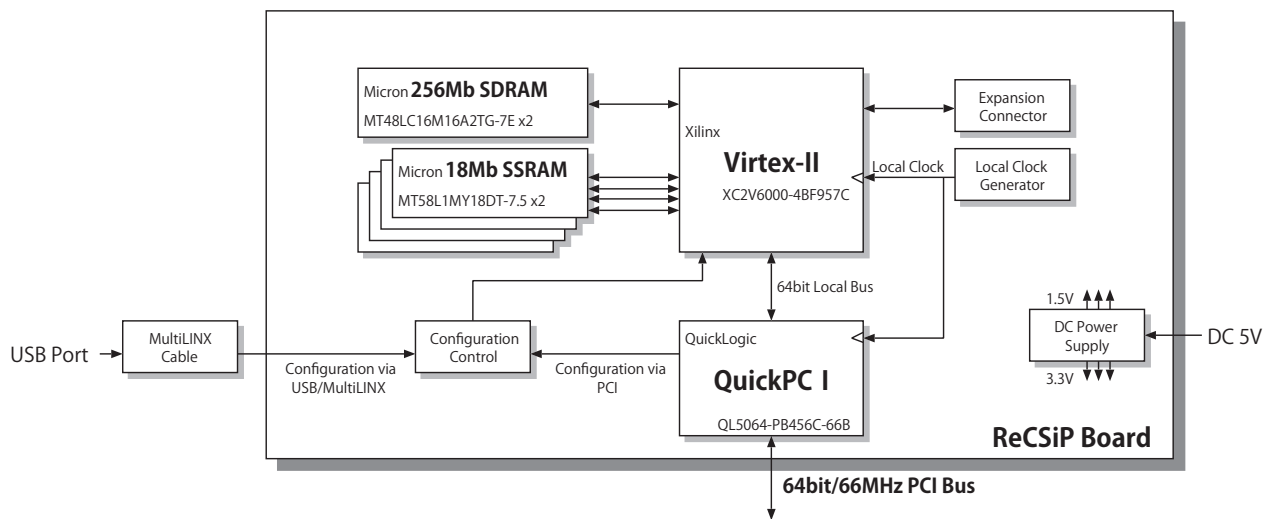 Micron 256Mb SDRAM
MT48LC16M16A2TG-7E x2
Micron 18Mb SSRAM
MT58L1MY18DT-7.5 x2
Xilinx
Virtex-II
XC2V6000-4BF957C
Expansion
Connector
Local Clock
Local Clock
Generator
64bit Local Bus
USB Port
MultiLINX
Cable
Configuration via
USB/MultiLINX
Configuration
Control
Configuration via
PCI
QuickLogic
QuickPC I
QL5064-PB456C-66B
1.5V
DC Power
Supply
3.3V
DC 5V
ReCSiP Board
64bit/66MHz PCI Bus